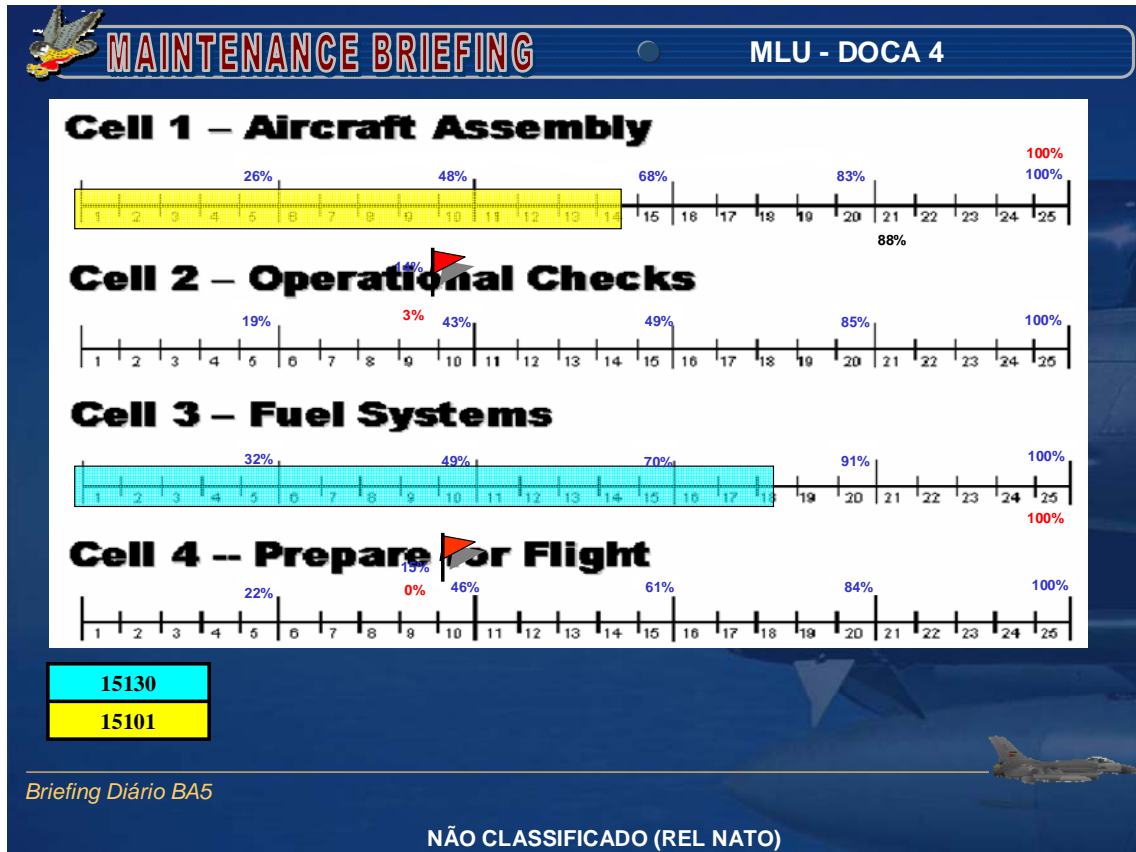 MAINTENANCE BRIEFING
MLU - DOCA 4
Cell 1 – Aircraft Assembly
100%
26% 48% 68% 83% 100%
1 2 3 4 5 6 7 8 9 10 11 12 13 14 15 16 17 18 19 20 21 22 23 24 25
88%
Cell 2 – Operational Checks
14%
3%
19% 43% 49% 85% 100%
1 2 3 4 5 6 7 8 9 10 11 12 13 14 15 16 17 18 19 20 21 22 23 24 25
Cell 3 – Fuel Systems
32% 49% 70% 91% 100%
1 2 3 4 5 6 7 8 9 10 11 12 13 14 15 16 17 18 19 20 21 22 23 24 25
100%
Cell 4 -- Prepare for Flight
15%
0%
22% 46% 61% 84% 100%
1 2 3 4 5 6 7 8 9 10 11 12 13 14 15 16 17 18 19 20 21 22 23 24 25
15130
15101
Briefing Diário BA5
NÃO CLASSIFICADO (REL NATO)